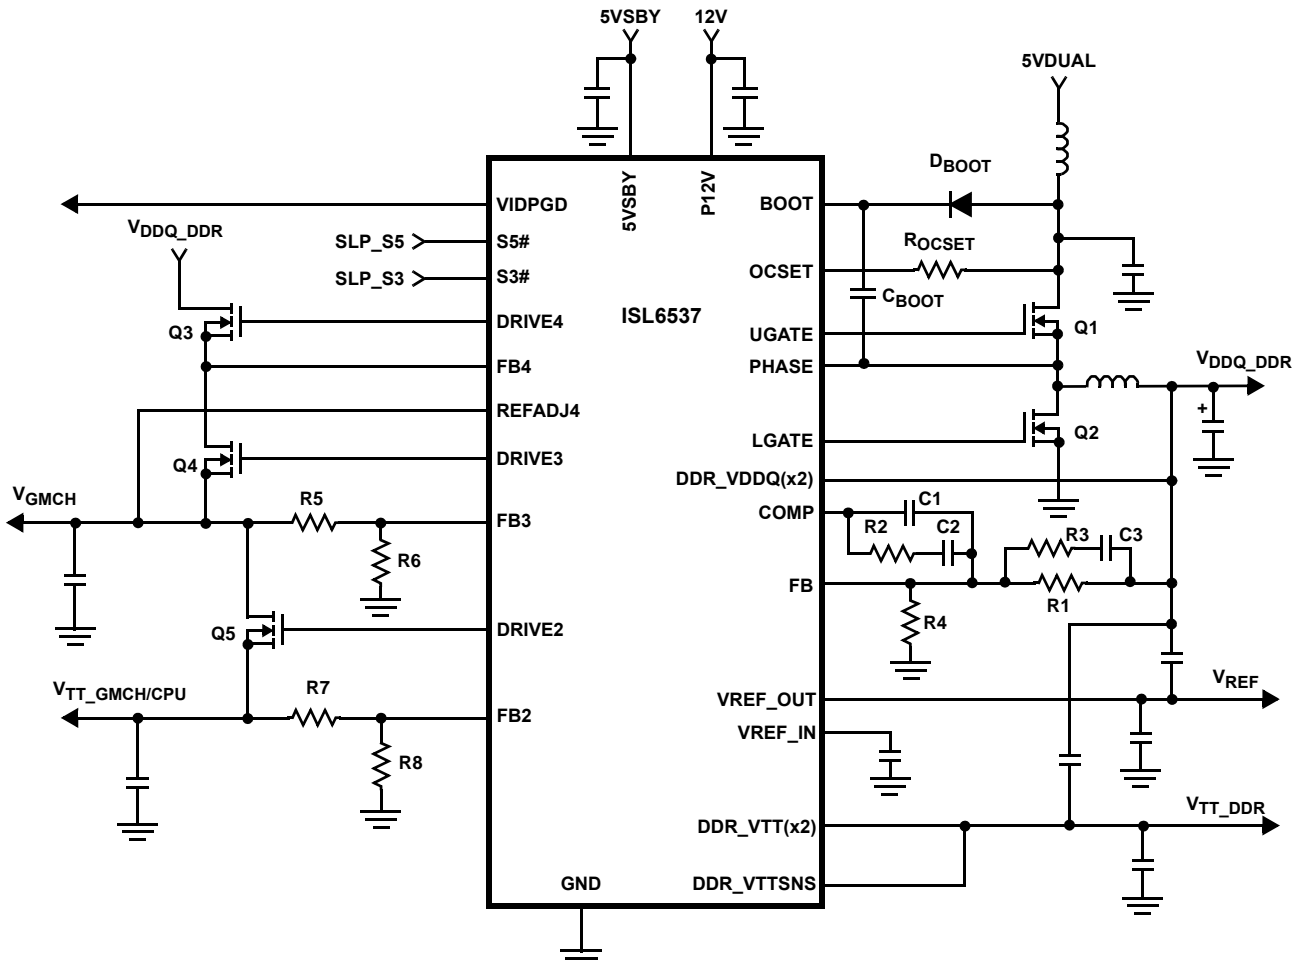 5VSBY 12V
5VDUAL
5VSBY P12V
DBOOT
VIDPGD BOOT
VDDQ_DDR
SLP_S5 S5#
ROCSET
SLP_S3 S3#
OCSET
CBOOT
ISL6537
Q3 DRIVE4
UGATE Q1
FB4 PHASE
VDDQ_DDR
REFADJ4
+
Q4 DRIVE3
LGATE Q2
DDR_VDDQ(x2)
VGMCH
R5
C1
FB3 COMP
R2 C2
R3 C3
R6
FB
R1
Q5 DRIVE2
R4
VTT_GMCH/CPU
R7
VREF
FB2 VREF_OUT
VREF_IN
R8
VTT_DDR
DDR_VTT(x2)
GND DDR_VTTSNS